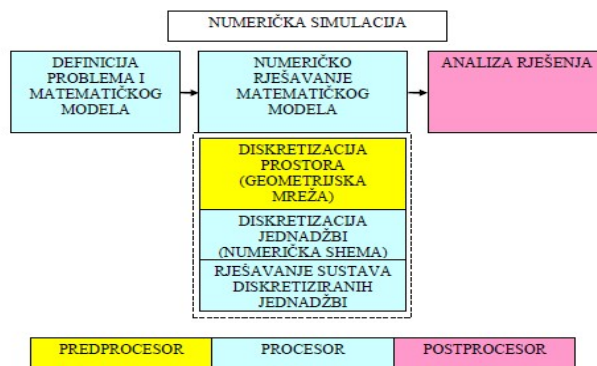 NUMERIČKA SIMULACIJA
DEFINICIJA
PROBLEMA I
MATEMATIČKOG
MODELA
NUMERIČKO
RJEŠAVANJE
MATEMATIČKOG
MODELA
ANALIZA RJEŠENJA
DISKRETIZACIJA
PROSTORA
(GEOMETRIJSKA
MREŽA)
DISKRETIZACIJA
JEDNADŽBI
(NUMERIČKA SHEMA)
RJEŠAVANJE SUSTAVA
DISKRETIZIRANIH
JEDNADŽBI
PREDPROCESOR
PROCESOR
POSTPROCESOR